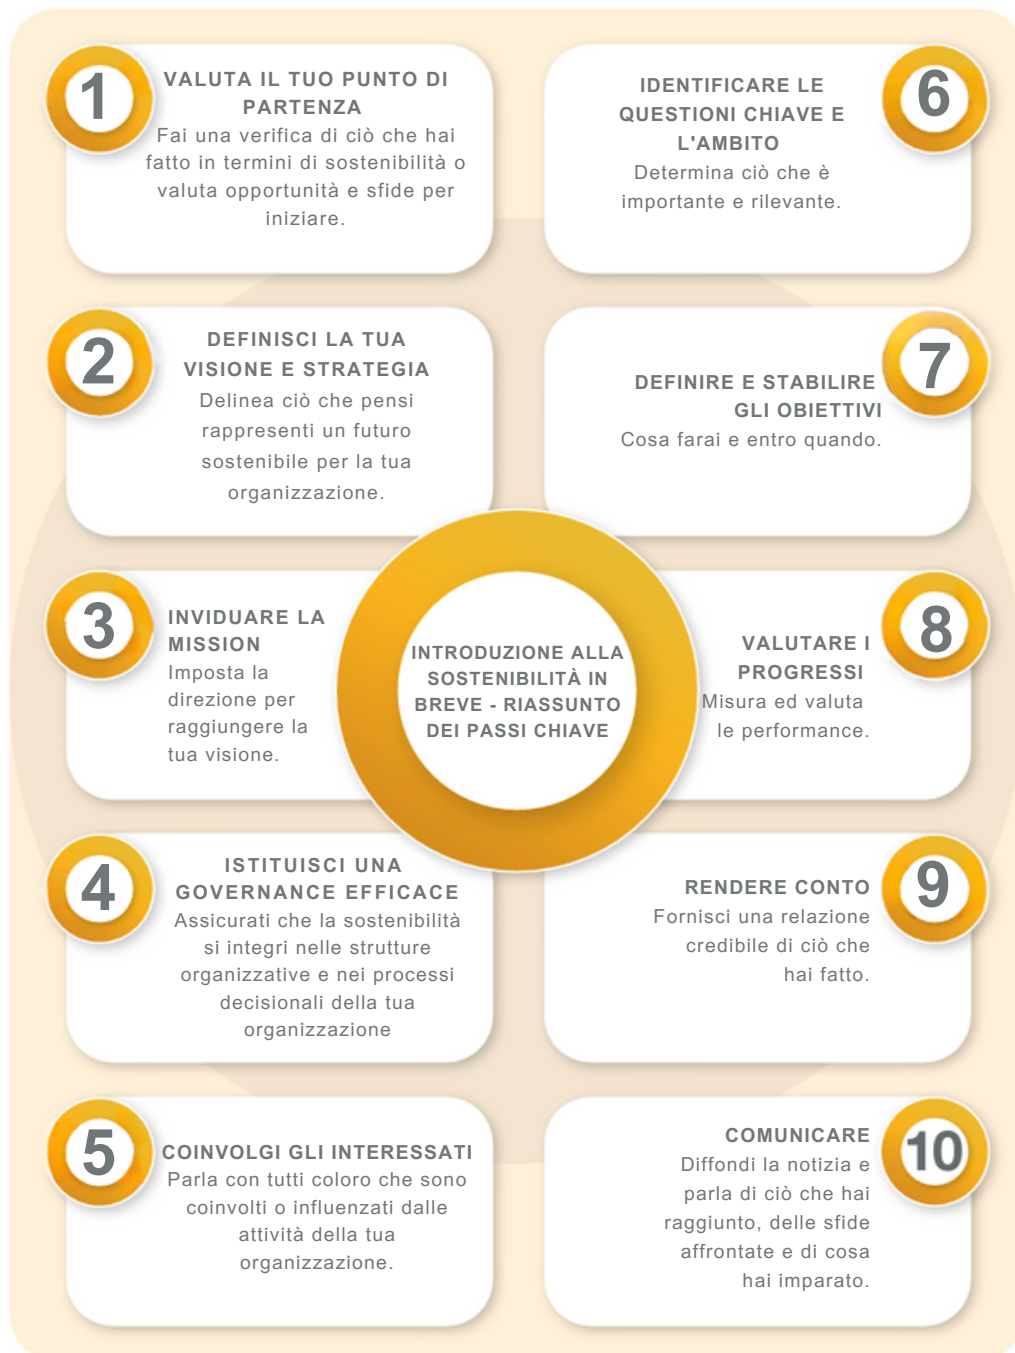 1
VALUTA IL TUO PUNTO DI
PARTENZA
Fai una verifica di ciò che hai
fatto in termini di sostenibilità o
valuta opportunità e sfide per
iniziare.
2
DEFINISCI LA TUA
VISIONE E STRATEGIA
Delinea ciò che pensi
rappresenti un futuro
sostenibile per la tua
organizzazione.
3
INVIDUARE LA
MISSION
Imposta la
direzione per
raggiungere la
tua visione.
4
ISTITUISCI UNA
GOVERNANCE EFFICACE
Assicurati che la sostenibilità
si integri nelle strutture
organizzative e nei processi
decisionali della tua
organizzazione
5
COINVOLGI GLI INTERESSATI
Parla con tutti coloro che sono
coinvolti o influenzati dalle
attività della tua
organizzazione.
INTRODUZIONE ALLA
SOSTENIBILITÀ IN
BREVE - RIASSUNTO
DEI PASSI CHIAVE
6
IDENTIFICARE LE
QUESTIONI CHIAVE E
L'AMBITO
Determina ciò che è
importante e rilevante.
7
DEFINIRE E STABILIRE
GLI OBIETTIVI
Cosa farai e entro quando.
8
VALUTARE I
PROGRESSI
Misura ed valuta
le performance.
9
RENDERE CONTO
Fornisci una relazione
credibile di ciò che
hai fatto.
10
COMUNICARE
Diffondi la notizia e
parla di ciò che hai
raggiunto, delle sfide
affrontate e di cosa
hai imparato.